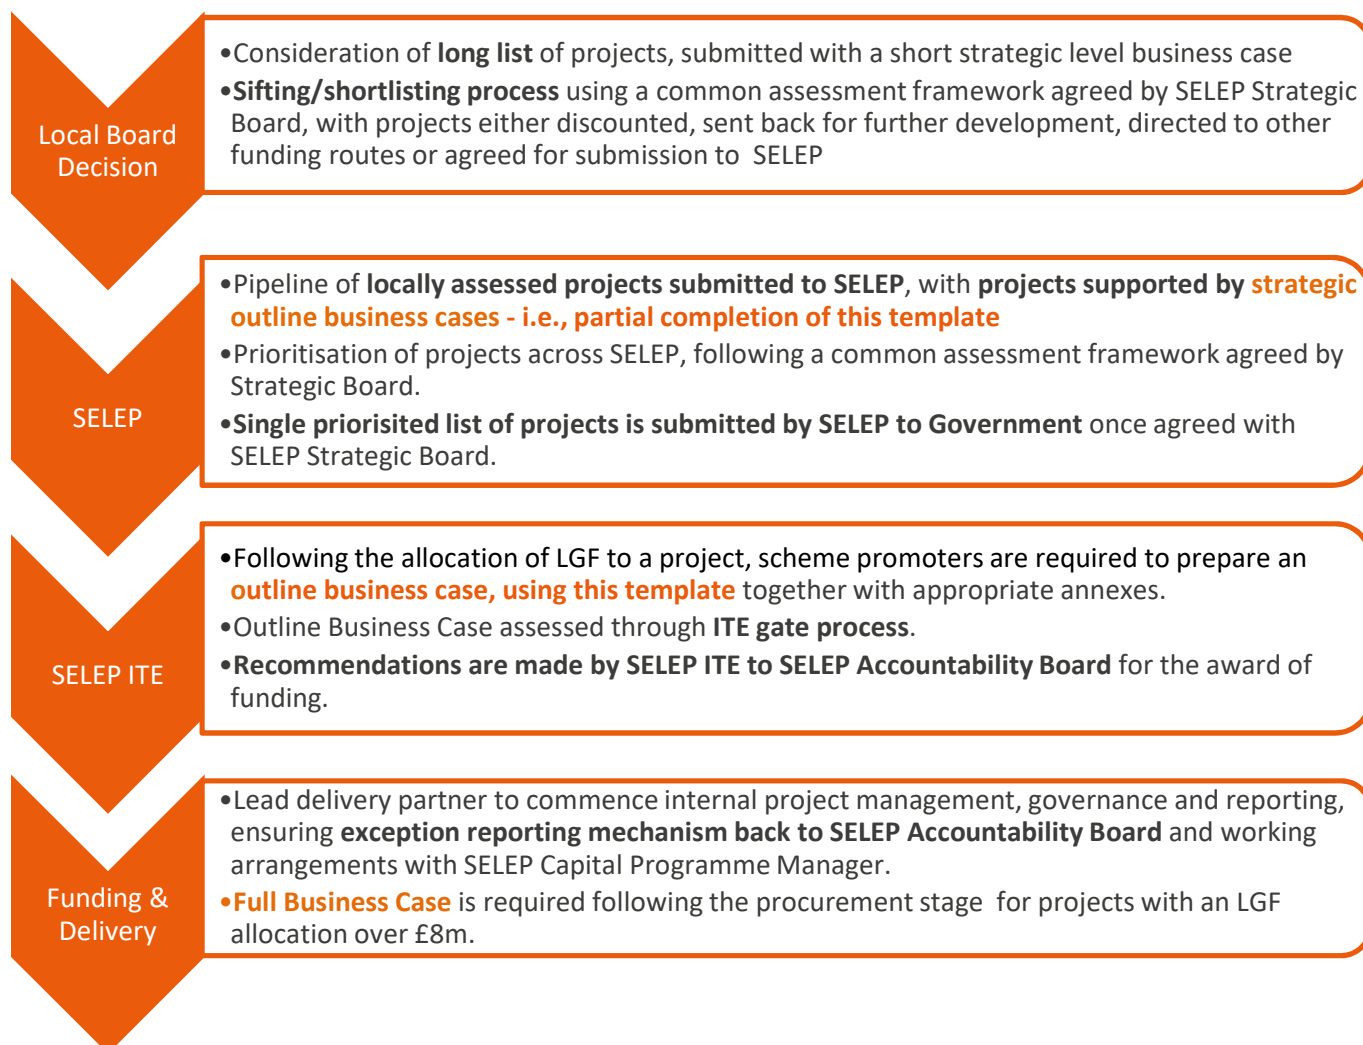 Local Board
Decision
•Consideration of long list of projects, submitted with a short strategic level business case
•Sifting/shortlisting process using a common assessment framework agreed by SELEP Strategic
Board, with projects either discounted, sent back for further development, directed to other
funding routes or agreed for submission to SELEP
SELEP
•Pipeline of locally assessed projects submitted to SELEP, with projects supported by strategic
outline business cases - i.e., partial completion of this template
•Prioritisation of projects across SELEP, following a common assessment framework agreed by
Strategic Board.
•Single priorisited list of projects is submitted by SELEP to Government once agreed with
SELEP Strategic Board.
SELEP ITE
•Following the allocation of LGF to a project, scheme promoters are required to prepare an
outline business case, using this template together with appropriate annexes.
•Outline Business Case assessed through ITE gate process.
•Recommendations are made by SELEP ITE to SELEP Accountability Board for the award of
funding.
Funding &
Delivery
•Lead delivery partner to commence internal project management, governance and reporting,
ensuring exception reporting mechanism back to SELEP Accountability Board and working
arrangements with SELEP Capital Programme Manager.
•Full Business Case is required following the procurement stage for projects with an LGF
allocation over £8m.